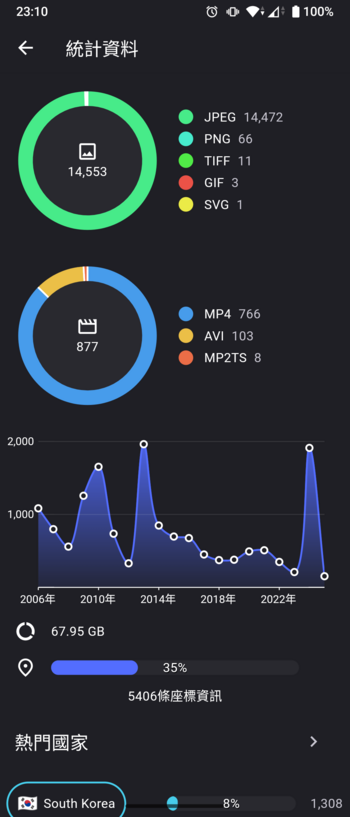 23:10
100%
統計資料
14,553
JPEG 14,472
PNG 66
TIFF 11
GIF 3
SVG 1
877
MP4 766
AVI 103
MP2TS 8
2,000
1,000
2006年 2010年 2014年 2018年 2022年
67.95 GB
35%
5406條座標資訊
熱門國家
South Korea 8% 1,308